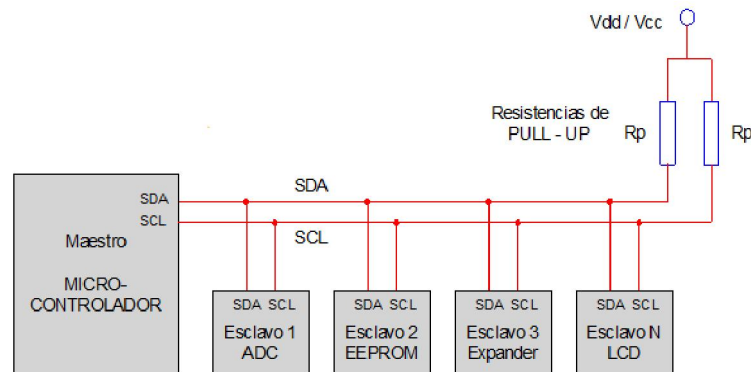 Vdd / Vcc
Resistencias de
PULL - UP
Rp
Rp
SDA
SCL
SDA
SCL
Maestro
MICRO-
CONTROLADOR
SDA SCL
Esclavo 1
ADC
SDA SCL
Esclavo 2
EEPROM
SDA SCL
Esclavo 3
Expander
SDA SCL
Esclavo N
LCD